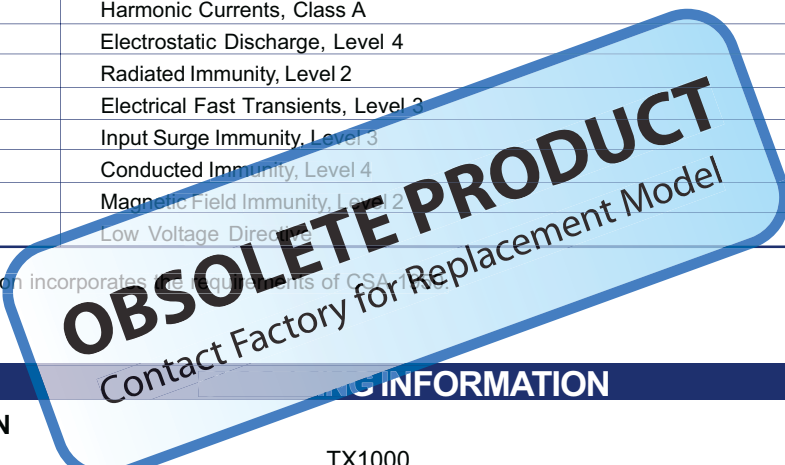 Harmonic Currents, Class A
Electrostatic Discharge, Level 4
Radiated Immunity, Level 2
Electrical Fast Transients, Level 3
Input Surge Immunity, Level 3
Conducted Immunity, Level 4
Magnetic Field Immunity, Level 2
Low Voltage Directive
on incorporates the requirements of CSA
OBSOLETE PRODUCT
Contact Factory for Replacement Model
NG INFORMATION
N
TX1000